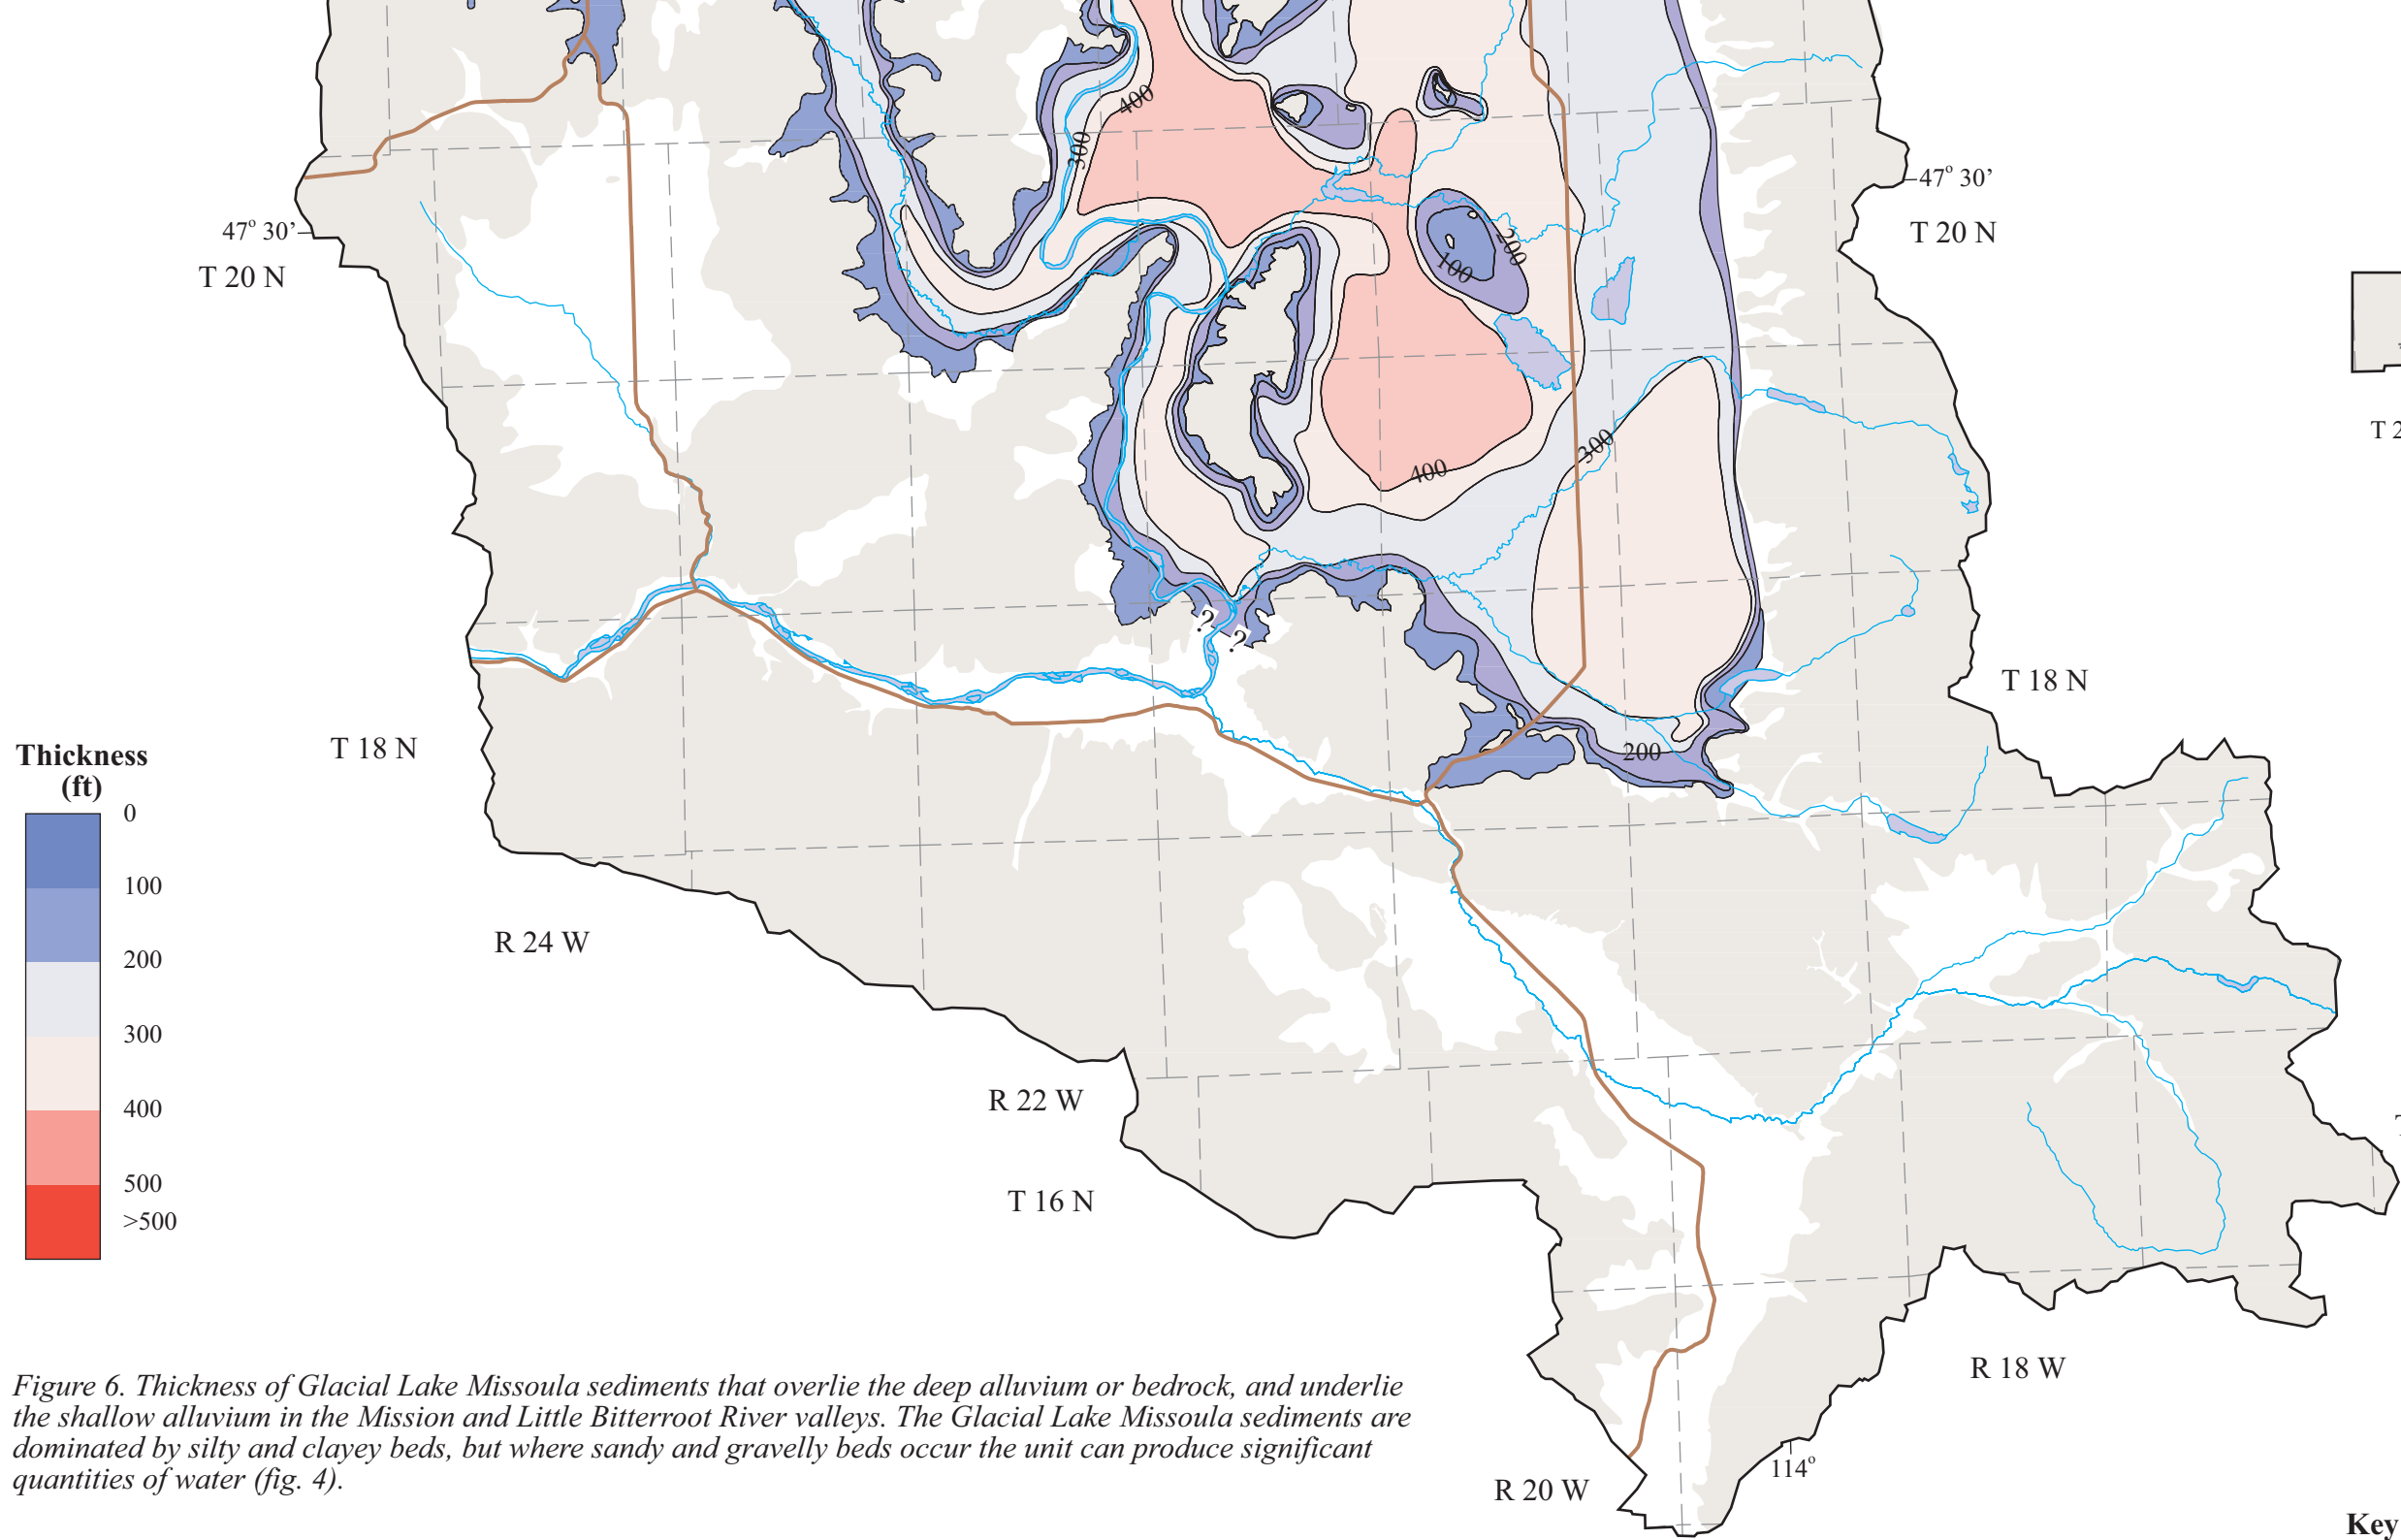 400
300
47º 30’
T 20 N
47º 30’
T 20 N
200
100
T 2
300
400
?
?
T 18 N
T 18 N
200
Thickness
(ft)
0
100
200
300
400
500
>500
R 24 W
R 22 W
T 16 N
R 18 W
114º
R 20 W
Key
Figure 6. Thickness of Glacial Lake Missoula sediments that overlie the deep alluvium or bedrock, and underlie
the shallow alluvium in the Mission and Little Bitterroot River valleys. The Glacial Lake Missoula sediments are
dominated by silty and clayey beds, but where sandy and gravelly beds occur the unit can produce significant
quantities of water (fig. 4).